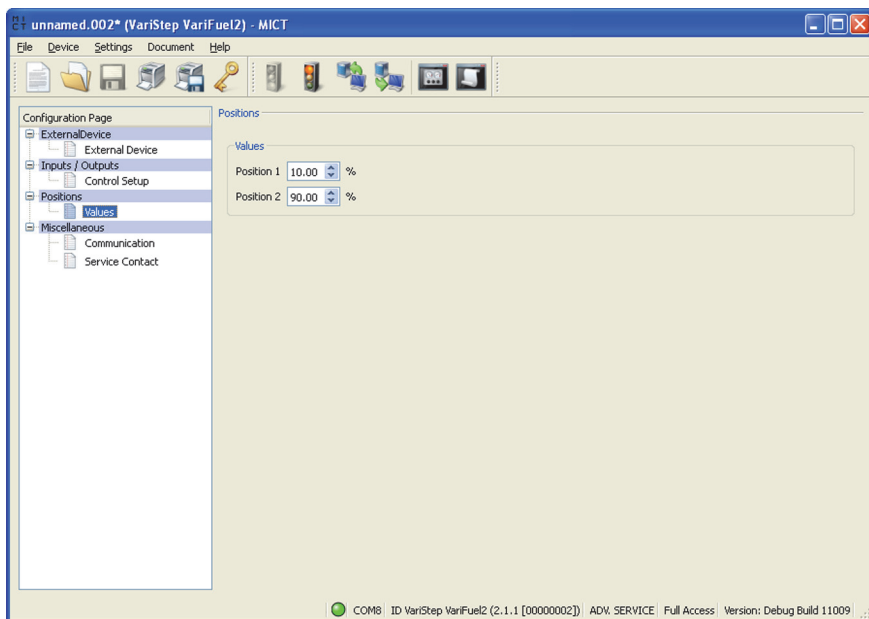 unnamed.002* (VariStep VariFuel2) - MICT
File Device Settings Document Help
Configuration Page
ExternalDevice
External Device
Inputs / Outputs
Control Setup
Positions
Values
Miscellaneous
Communication
Service Contact
Positions
Values
Position 1 10.00 %
Position 2 90.00 %
COM8 ID VariStep VariFuel2 (2.1.1 [00000002]) ADV. SERVICE Full Access Version: Debug Build 11009